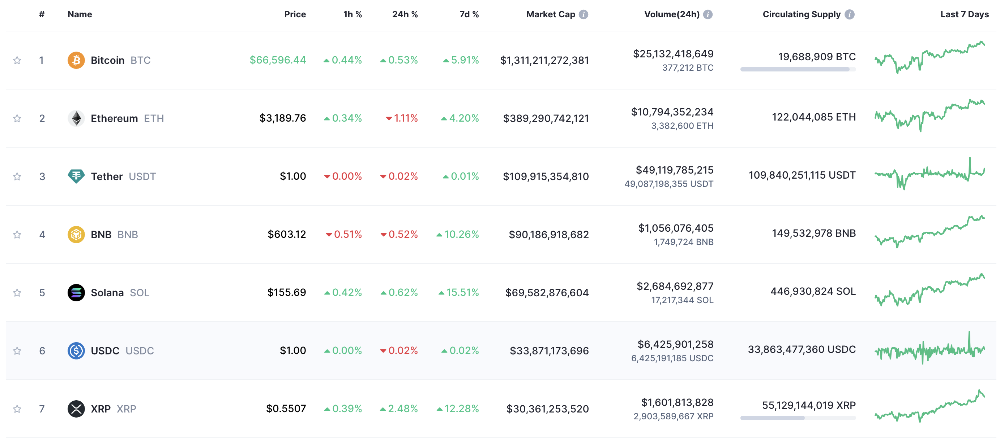 # Name Price 1h % 24h % 7d % Market Cap Volume(24h) Circulating Supply Last 7 Days
1 Bitcoin BTC $66,596.44 0.44% 0.53% 5.91% $1,311,211,272,381 $25,132,418,649 19,688,909 BTC
377,212 BTC
2 Ethereum ETH $3,189.76 0.34% 1.11% 4.20% $389,290,742,121 $10,794,352,234 122,044,085 ETH
3,382,600 ETH
3 Tether USDT $1.00 0.00% 0.02% 0.01% $109,915,354,810 $49,119,785,215 109,840,251,115 USDT
49,087,198,355 USDT
4 BNB BNB $603.12 0.51% 0.52% 10.26% $90,186,918,682 $1,056,076,405 149,532,978 BNB
1,749,724 BNB
5 Solana SOL $155.69 0.42% 0.62% 15.51% $69,582,876,604 $2,684,692,877 446,930,824 SOL
17,217,344 SOL
6 USDC USDC $1.00 0.00% 0.02% 0.02% $33,871,173,696 $6,425,901,258 33,863,477,360 USDC
6,425,191,185 USDC
7 XRP XRP $0.5507 0.39% 2.48% 12.28% $30,361,253,520 $1,601,813,828 55,129,144,019 XRP
2,903,589,667 XRP